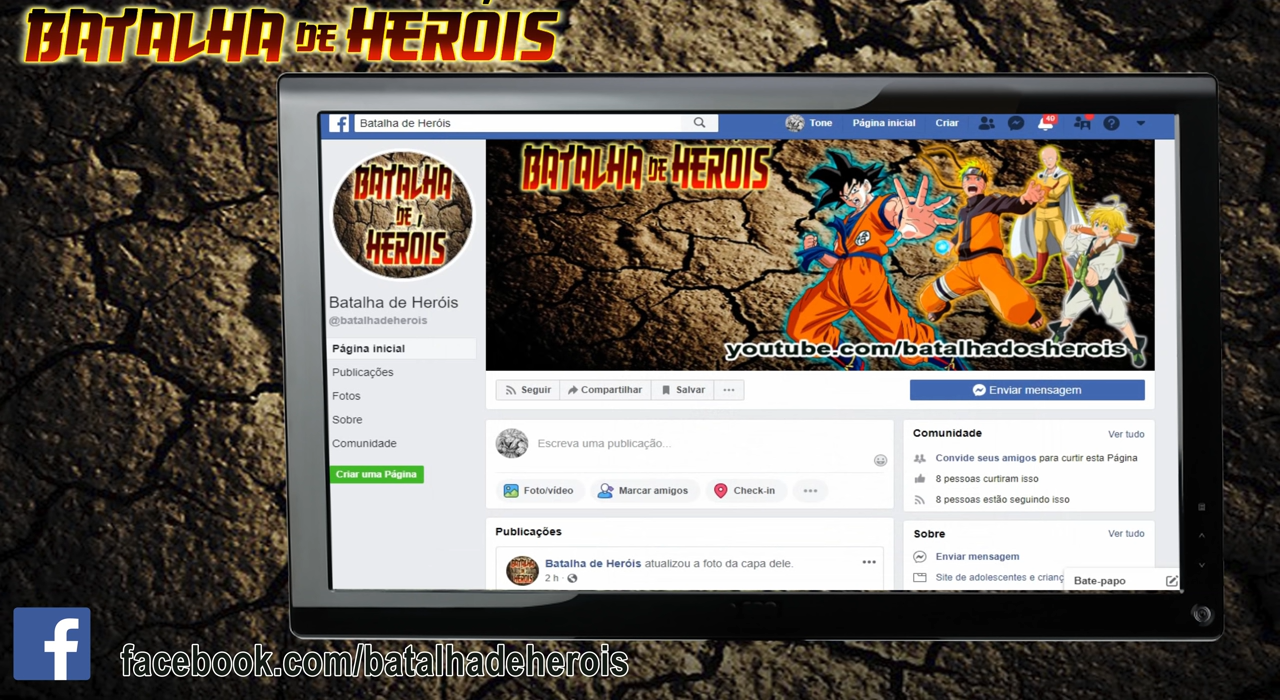 BATALHA DE HERÓIS
Batalha de Heróis
Tone
Página inicial
Criar
40
BATALHA DE HERÓIS
BATALHA
DE
HERÓIS
youtube.com/batalhadosherois
Batalha de Heróis
@batalhadeherois
Página inicial
Publicações
Fotos
Sobre
Comunidade
Criar uma Página
Seguir
Compartilhar
Salvar
Enviar mensagem
Escreva uma publicação...
Foto/vídeo
Marcar amigos
Check-in
Publicações
Batalha de Heróis atualizou a foto da capa dele.
2 h ·
Comunidade
Ver tudo
Convide seus amigos para curtir esta Página
8 pessoas curtiram isso
8 pessoas estão seguindo isso
Sobre
Ver tudo
Enviar mensagem
Site de adolescentes e crianç
Bate-papo
facebook.com/batalhadeherois